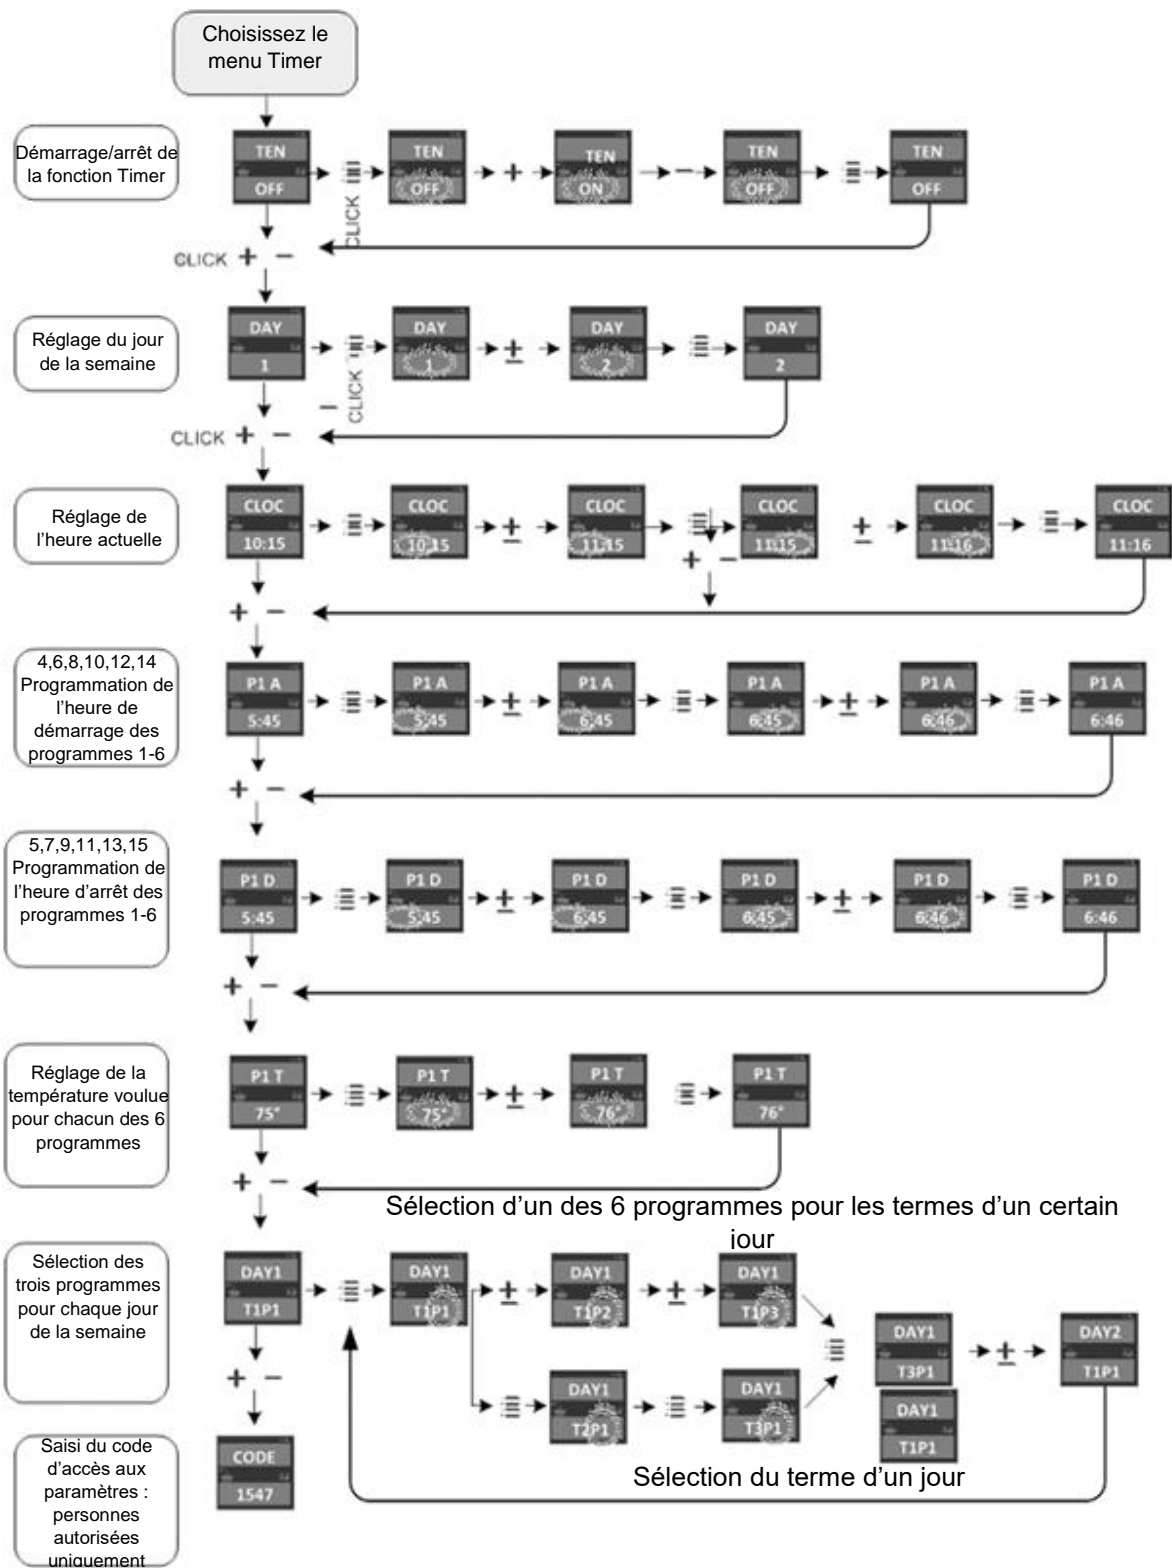 Choisissez le
menu Timer
Démarrage/arrêt de
la fonction Timer
TEN
OFF
TEN
OFF
TEN
ON
TEN
OFF
TEN
OFF
CLICK
CLICK + -
Réglage du jour
de la semaine
DAY
1
DAY
1
DAY
2
DAY
2
CLICK
CLICK + -
Réglage de
l'heure actuelle
CLOC
10:15
CLOC
10:15
CLOC
11:15
CLOC
11:15
CLOC
11:16
CLOC
11:16
+ -
+ -
4,6,8,10,12,14
Programmation de
l'heure de
démarrage des
programmes 1-6
P1 A
5:45
P1 A
5:45
P1 A
6:45
P1 A
6:45
P1 A
6:46
P1 A
6:46
+ -
5,7,9,11,13,15
Programmation de
l'heure d'arrêt des
programmes 1-6
P1 D
5:45
P1 D
5:45
P1 D
6:45
P1 D
6:45
P1 D
6:46
P1 D
6:46
+ -
Réglage de la
température voulue
pour chacun des 6
programmes
P1 T
75°
P1 T
75°
P1 T
76°
P1 T
76°
+ -
Sélection d'un des 6 programmes pour les termes d'un certain
jour
Sélection des
trois programmes
pour chaque jour
de la semaine
DAY1
T1P1
DAY1
T1P1
DAY1
T1P2
DAY1
T1P3
DAY1
T2P1
DAY1
T3P1
DAY1
T3P1
DAY1
T1P1
DAY2
T1P1
+ -
Sélection du terme d'un jour
Saisi du code
d'accès aux
paramètres :
personnes
autorisées
uniquement
CODE
1547